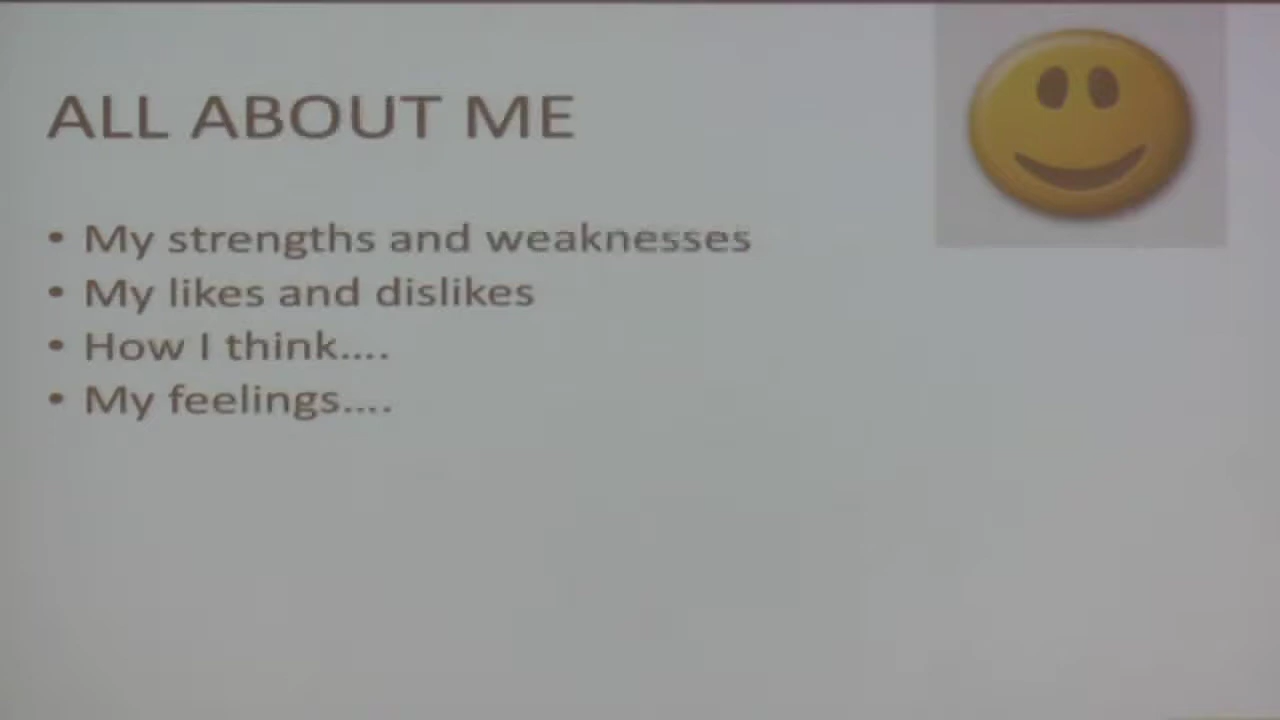 ALL ABOUT ME
• My strengths and weaknesses
• My likes and dislikes
• How I think....
• My feelings....